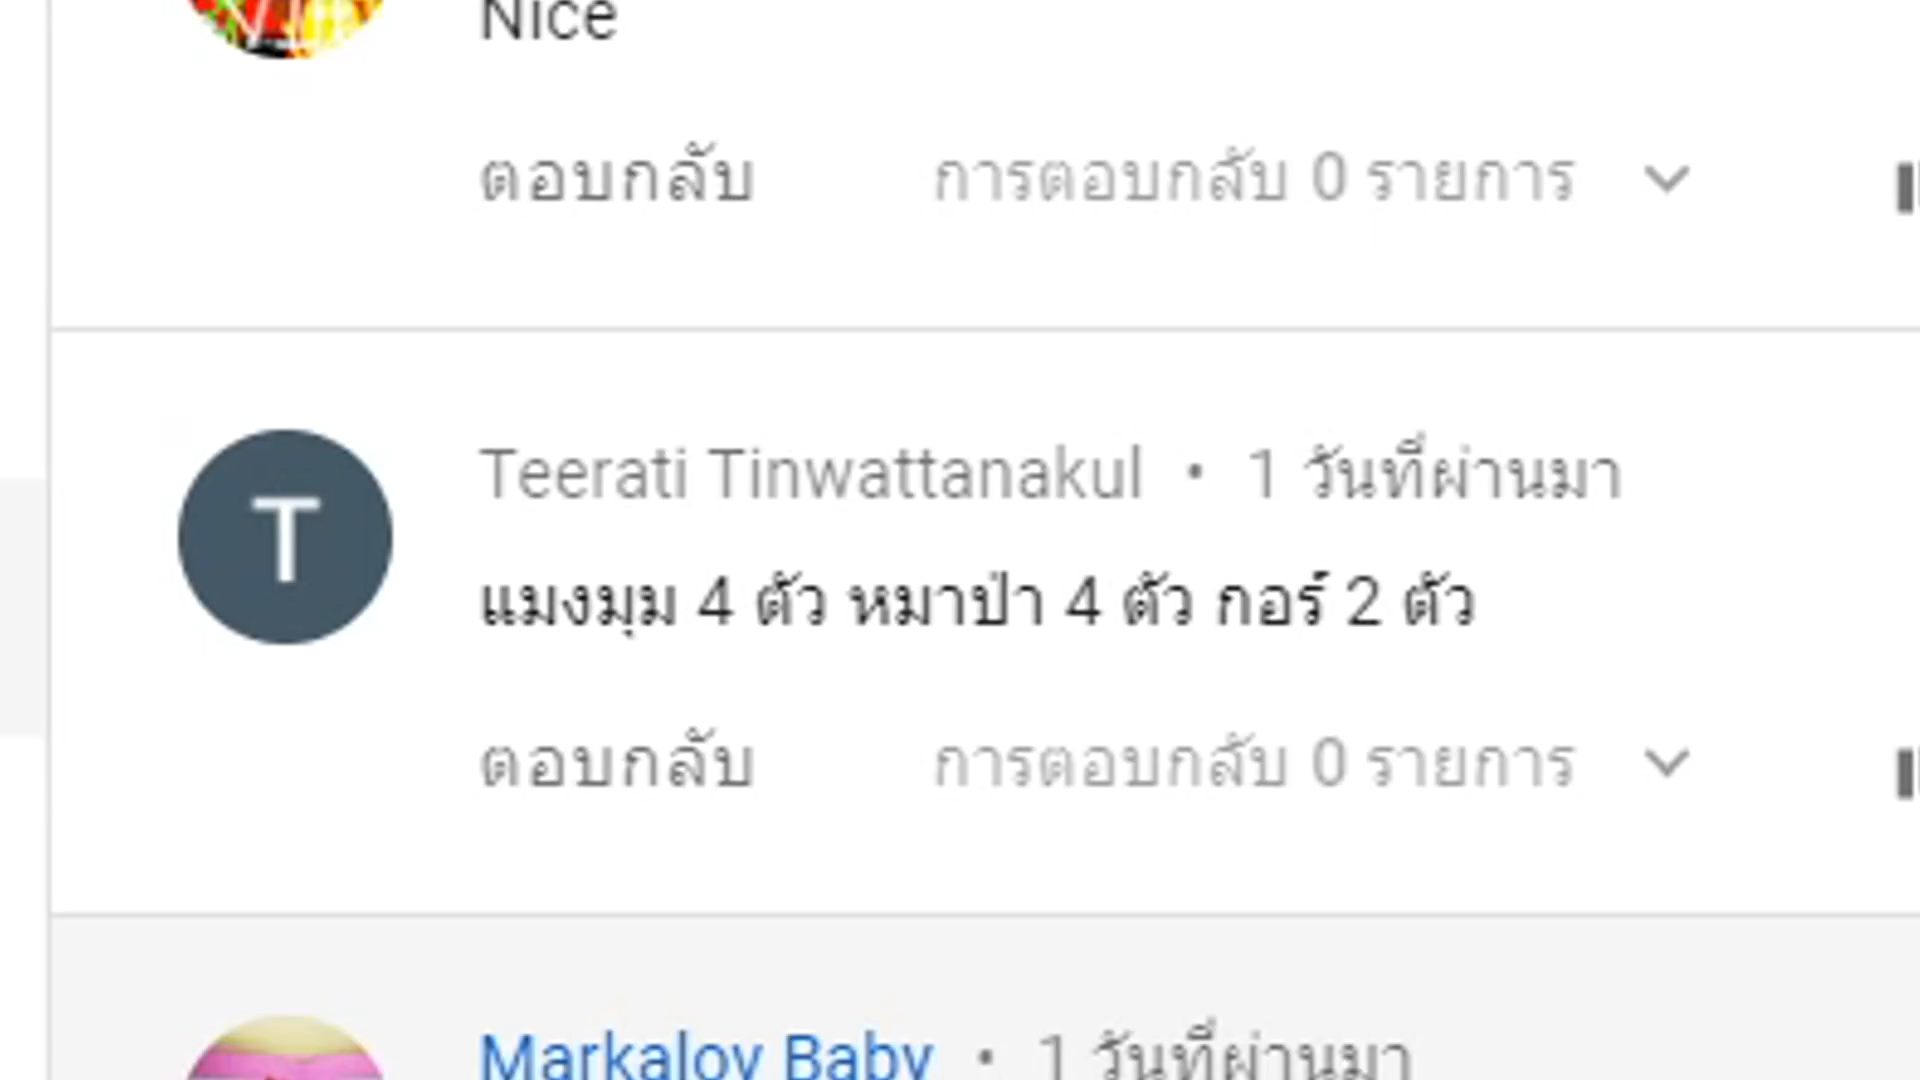 Nice
ตอบกลับ การตอบกลับ 0 รายการ
T
Teerati Tinwattanakul • 1 วันที่ผ่านมา
แมงมุม 4 ตัว หมาป่า 4 ตัว กอร์ 2 ตัว
ตอบกลับ การตอบกลับ 0 รายการ
Markaloy Baby • 1 วันที่ผ่านมา